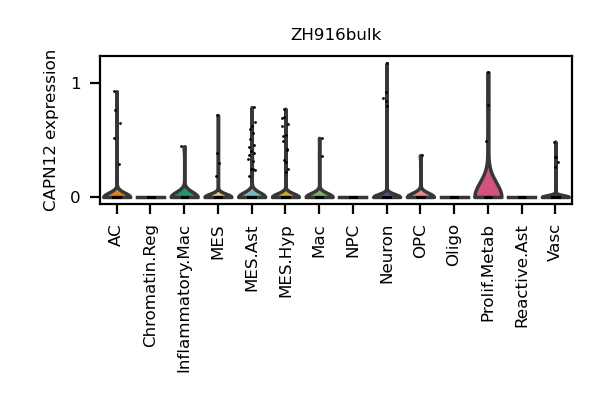 ZH916bulk
CAPN12 expression
1
0
AC
Chromatin.Reg
Inflammatory.Mac
MES
MES.Ast
MES.Hyp
Mac
NPC
Neuron
OPC
Oligo
Prolif.Metab
Reactive.Ast
Vasc